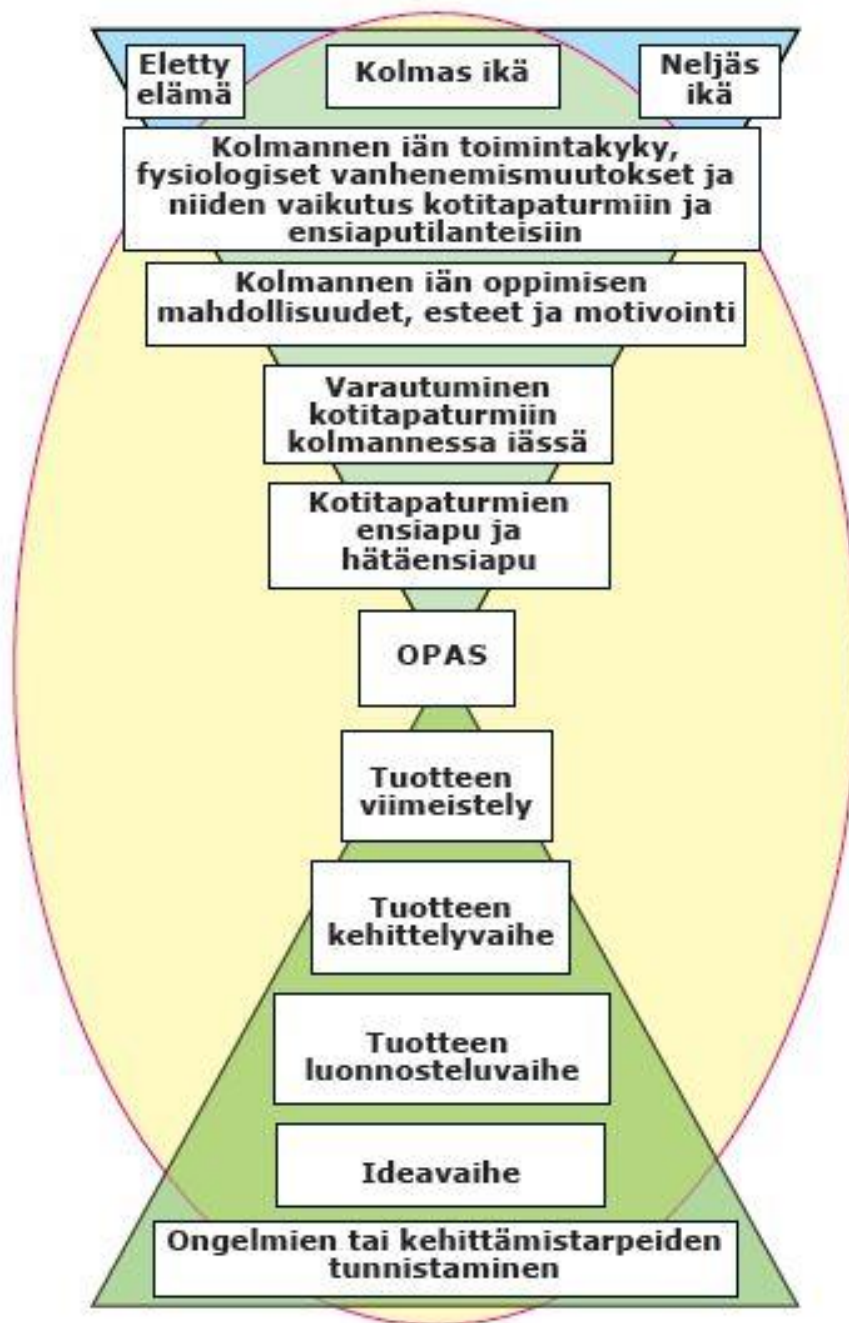 Eletty
elämä
Kolmas ikä
Neljäs
ikä
Kolmannen iän toimintakyky,
fysiologiset vanhenemismuutokset ja
niiden vaikutus kotitapaturmiin ja
ensiaputilanteisiin
Kolmannen iän oppimisen
mahdollisuudet, esteet ja motivointi
Varautuminen
kotitapaturmiin
kolmannessa iässä
Kotitapaturmien
ensiapu ja
hätäensiapu
OPAS
Tuotteen
viimeistely
Tuotteen
kehittelyvaihe
Tuotteen
luonnosteluvaihe
Ideavaihe
Ongelmien tai kehittämistarpeiden
tunnistaminen